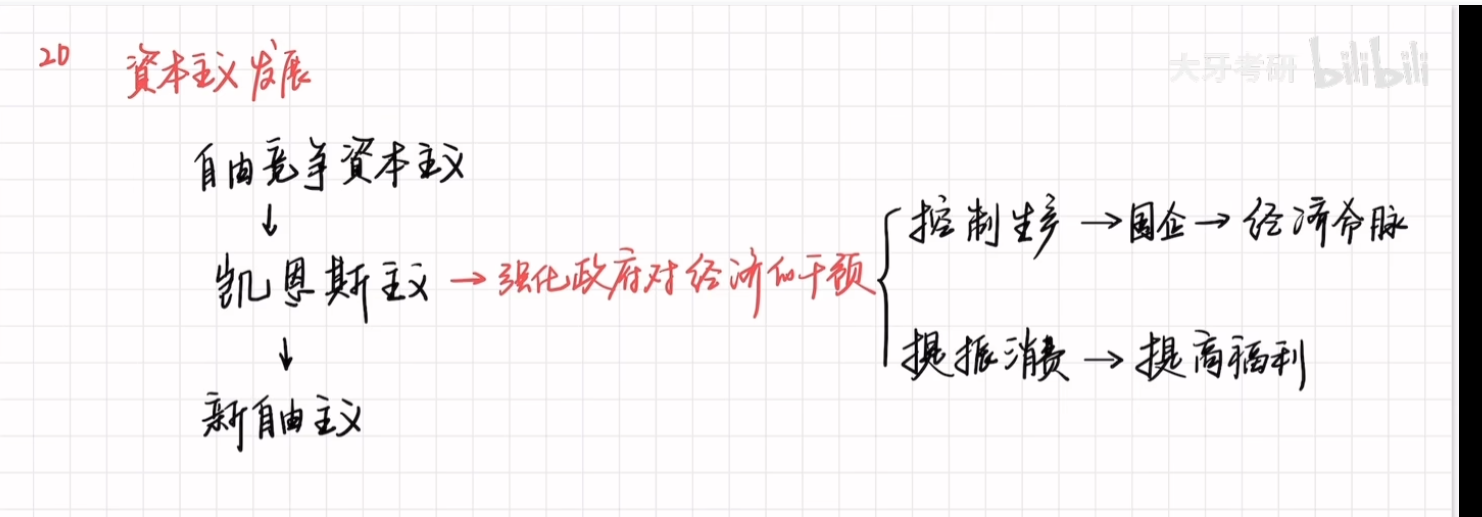 20 資本主义发展
大牙考研 bilibili
自由竞争資本主义
↓
凯恩斯主义 → 强化政府对经济的干预
控制生产 → 国企 → 经济命脉
提振消费 → 提高福利
↓
新自由主义